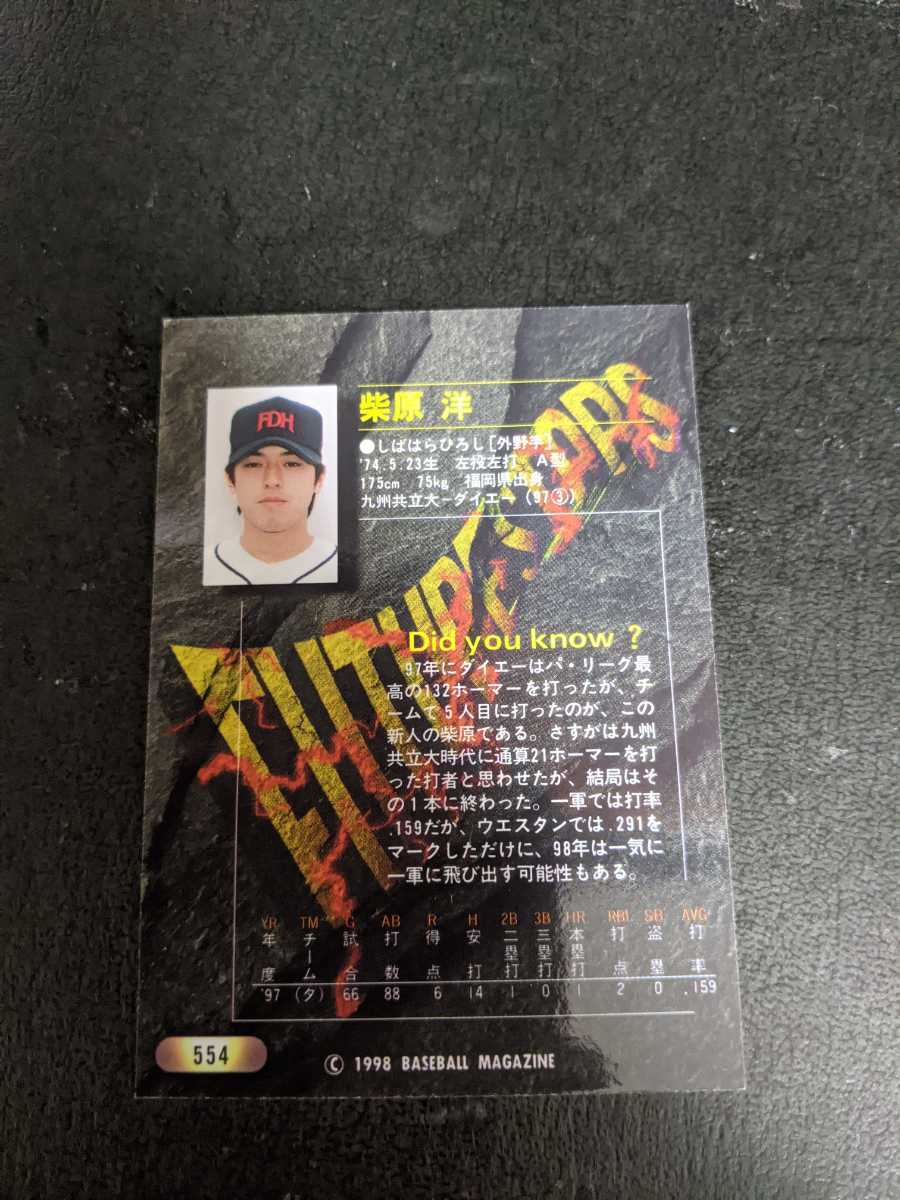 FDH
柴原 洋
●しばはらひろし[外野手]
'74.5.23生 左投左打 A型
175cm 75kg 福岡県出身
九州共立大－ダイエー（97③）
FUTURE STARS
Did you know ?
97年にダイエーはパ・リーグ最
高の132ホーマーを打ったが、チ
ームで5人目に打ったのが、この
新人の柴原である。さすがは九州
共立大時代に通算21ホーマーを打
った打者と思わせたが、結局はそ
の1本に終わった。一軍では打率
.159だが、ウエスタンでは.291を
マークしただけに、98年は一気に
一軍に飛び出す可能性もある。
YR TM G AB R H 2B 3B HR RBI SB AVG
年度 チーム 試合 打数 得点 安打 二塁打 三塁打 本塁打 打点 盗塁 打率
'97 (ダ) 66 88 6 14 1 0 1 2 0 .159
554
© 1998 BASEBALL MAGAZINE